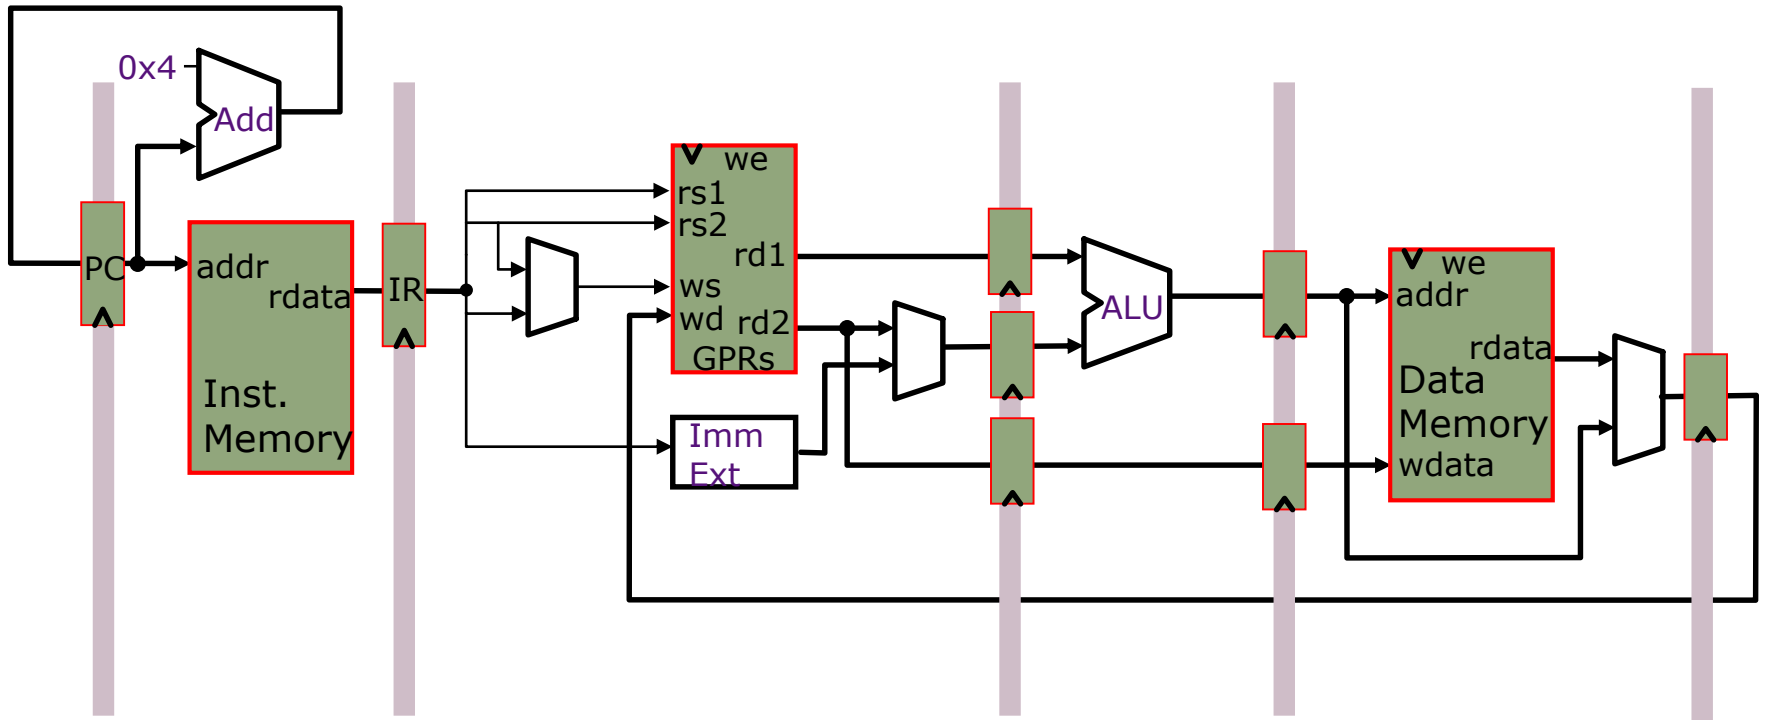 0x4
Add
PC
addr
rdata
Inst.
Memory
IR
we
rs1
rs2
rd1
ws
wd
rd2
GPRs
Imm
Ext
ALU
we
addr
rdata
Data
Memory
wdata